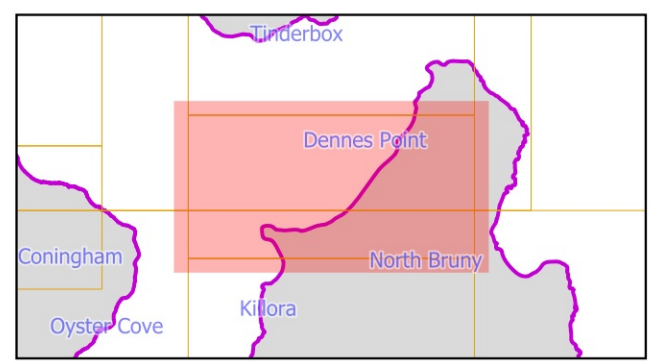 Tinderbox
Dennes Point
Coningham
North Bruny
Killora
Oyster Cove